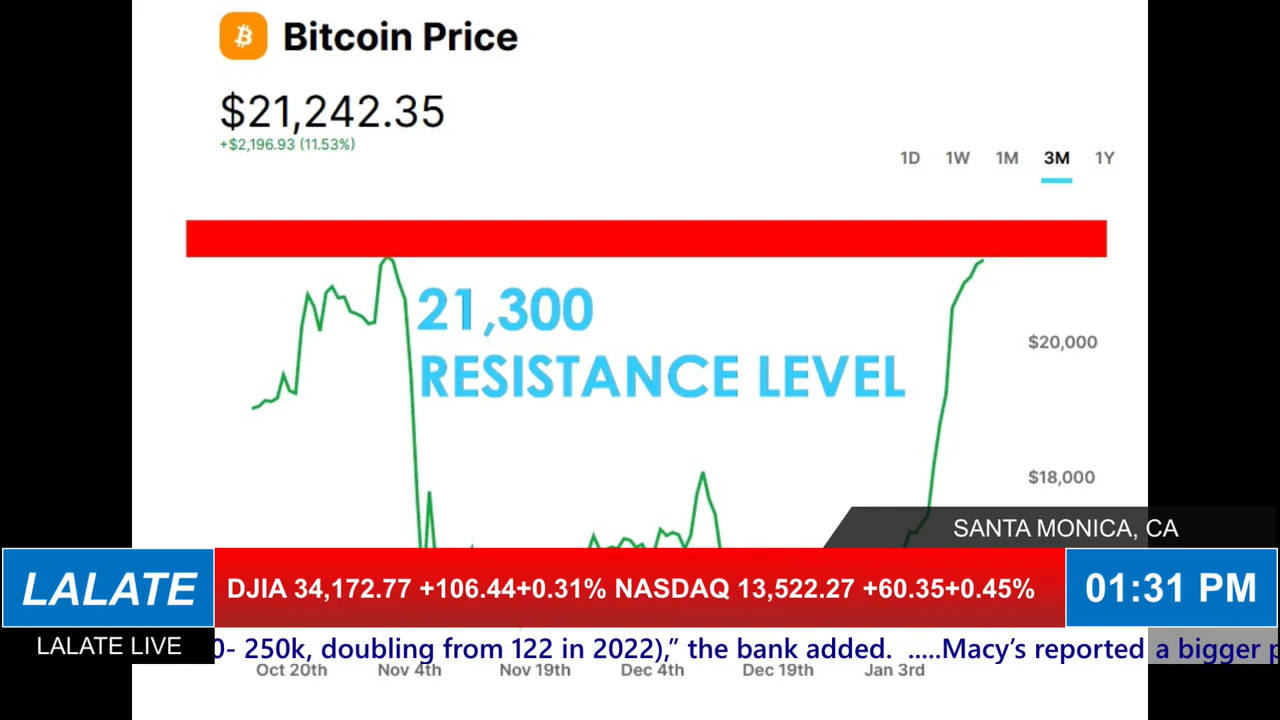 Bitcoin Price
$21,242.35
+$2,196.93 (11.53%)
1D 1W 1M 3M 1Y
21,300
RESISTANCE LEVEL
$20,000
$18,000
SANTA MONICA, CA
LALATE
DJIA 34,172.77 +106.44+0.31% NASDAQ 13,522.27 +60.35+0.45%
01:31 PM
LALATE LIVE
0- 250k, doubling from 122 in 2022),” the bank added. .....Macy’s reported a bigger
Oct 20th Nov 4th Nov 19th Dec 4th Dec 19th Jan 3rd